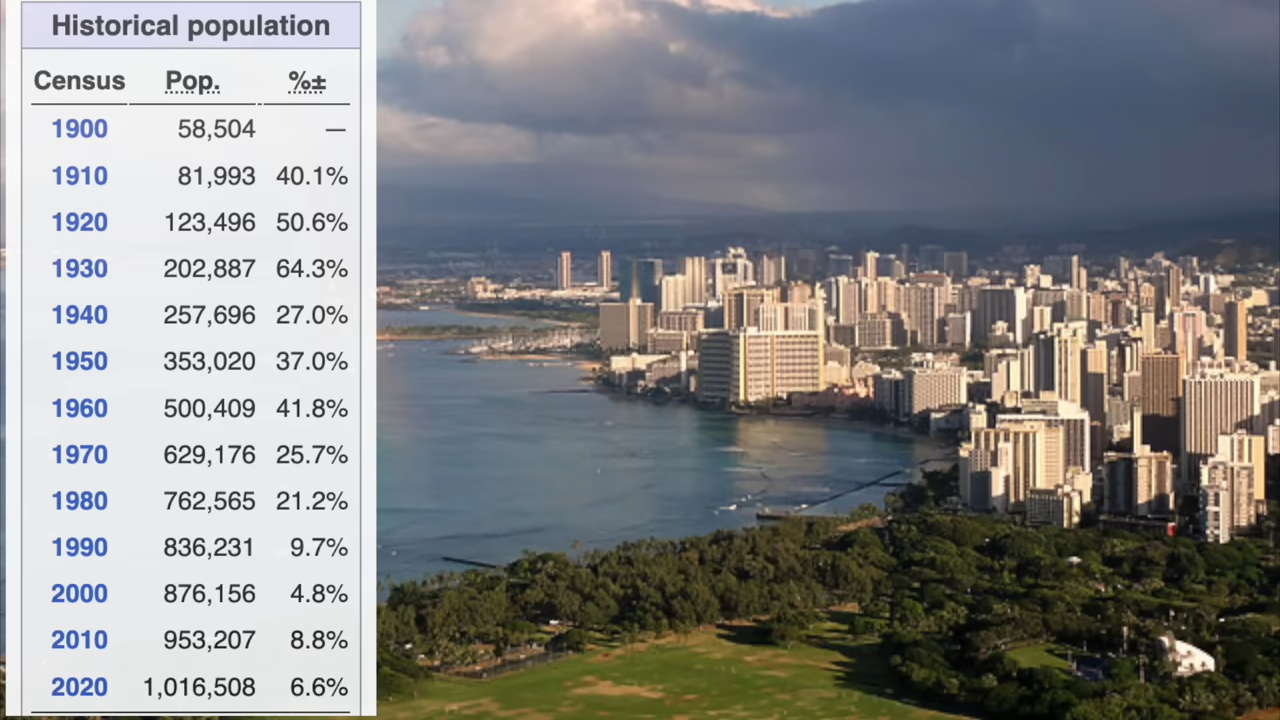 Historical population
Census Pop. %±
1900 58,504 —
1910 81,993 40.1%
1920 123,496 50.6%
1930 202,887 64.3%
1940 257,696 27.0%
1950 353,020 37.0%
1960 500,409 41.8%
1970 629,176 25.7%
1980 762,565 21.2%
1990 836,231 9.7%
2000 876,156 4.8%
2010 953,207 8.8%
2020 1,016,508 6.6%